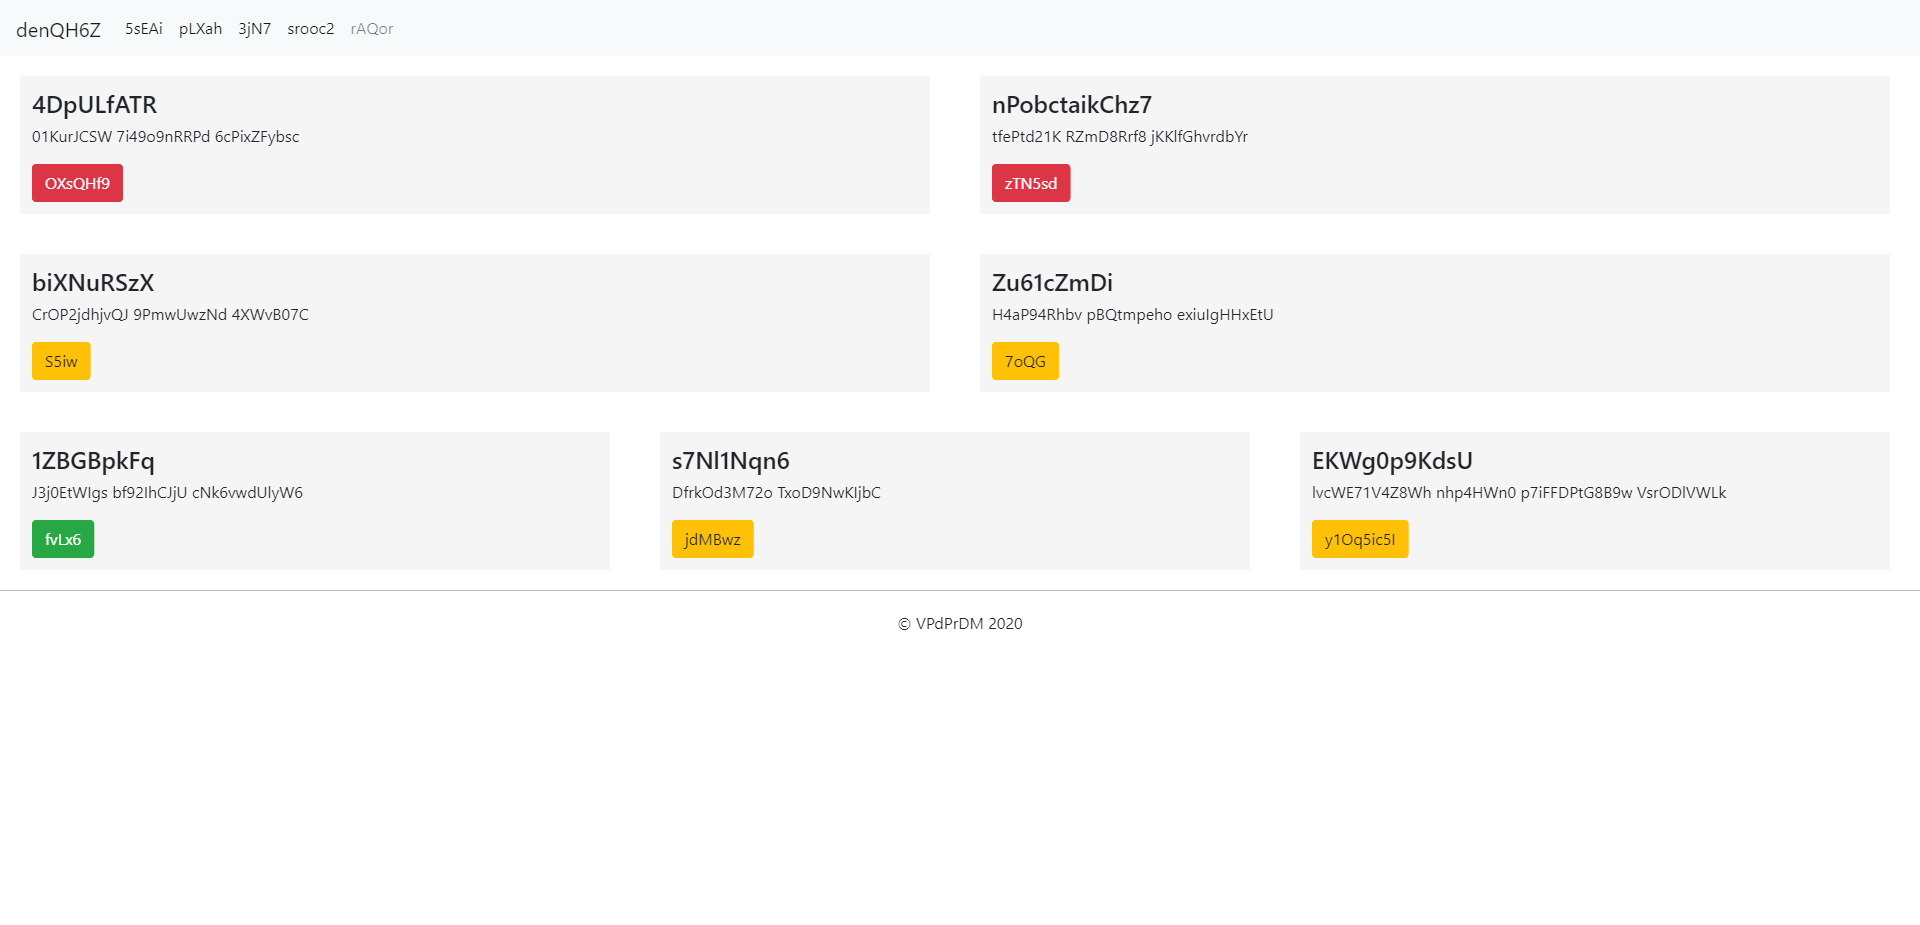 denQH6Z 5sEAi pLXah 3jN7 srooc2 rAQor
4DpULfATR
01KurJCSW 7i49o9nRRPd 6cPixZFybsc
OXsQHf9
nPobctaikChz7
tfePtd21K RZmD8Rrf8 jKKlfGhvrdbYr
zTN5sd
biXNuRSzX
CrOP2jdhjvQJ 9PmwUwzNd 4XWvB07C
S5iw
Zu61cZmDi
H4aP94Rhbv pBQtmpeho exiuIgHHxEtU
7oQG
1ZBGBpkFq
J3j0EtWIgs bf92IhCJjU cNk6vwdUlyW6
fvLx6
s7Nl1Nqn6
DfrkOd3M72o TxoD9NwKIjbC
jdMBwz
EKWg0p9KdsU
lvcWE71V4Z8Wh nhp4HWn0 p7iFFDPtG8B9w VsrODlVWLk
y1Oq5ic5I
© VPdPrDM 2020